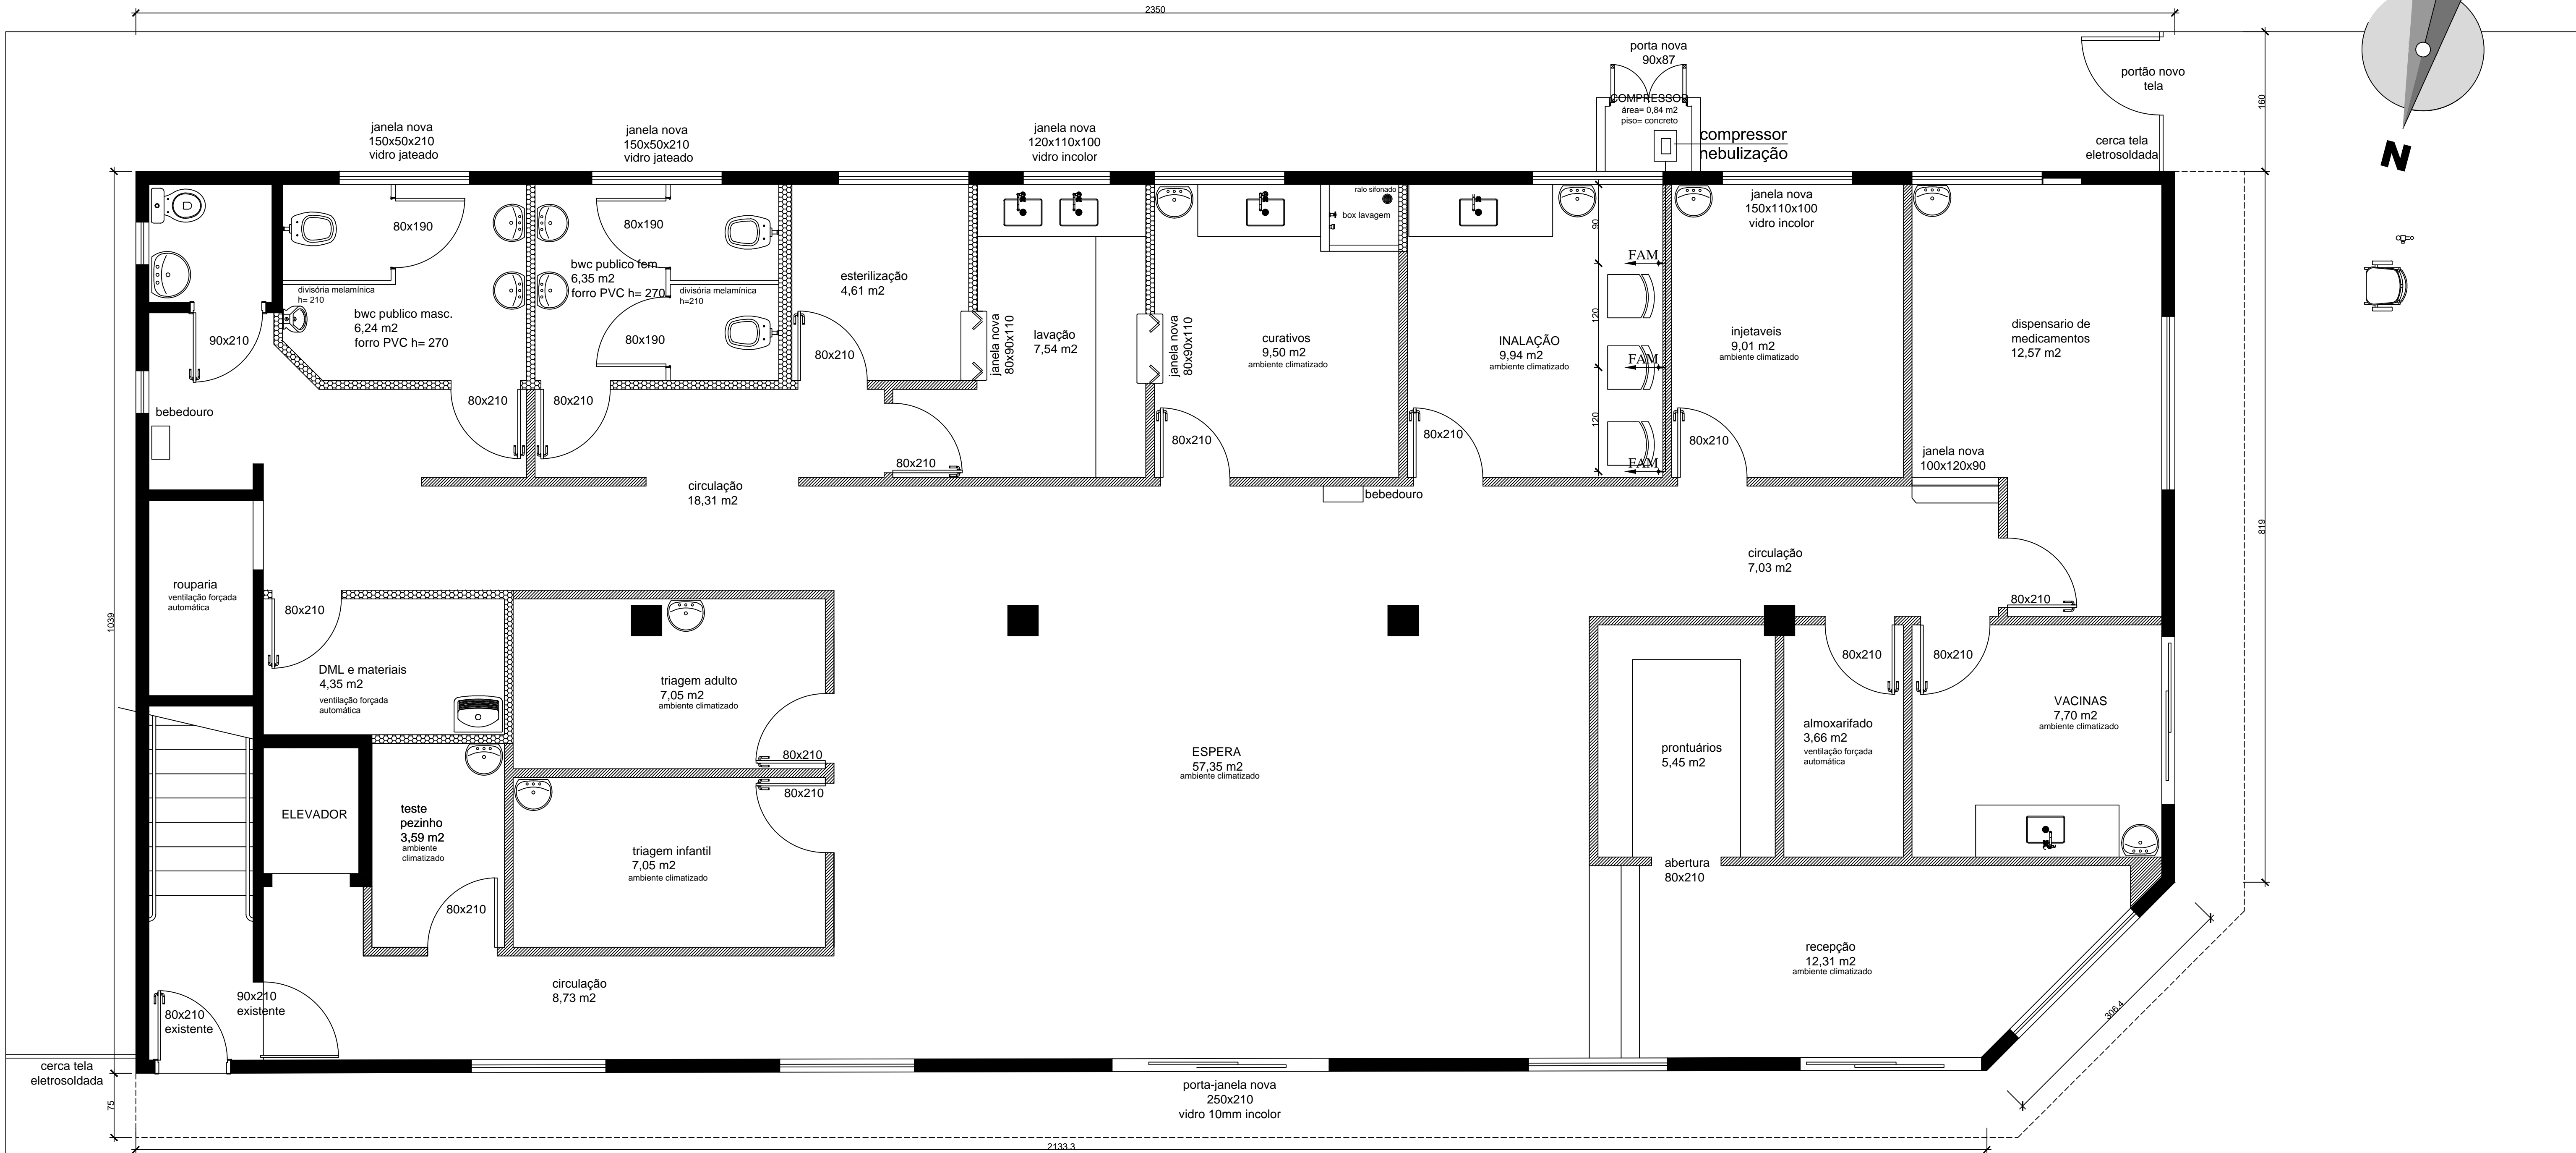 2350
porta nova
90x87
portão novo
tela
160
COMPRESSOR
área= 0,84 m2
piso= concreto
compressor
nebulização
cerca tela
eletrosoldada
N
janela nova
150x50x210
vidro jateado
janela nova
150x50x210
vidro jateado
janela nova
120x110x100
vidro incolor
80x190
80x190
ralo sifonado
box lavagem
90
janela nova
150x110x100
vidro incolor
bwc publico fem.
6,35 m2
forro PVC h= 270
divisória melamínica
h= 210
divisória melamínica
h=210
bwc publico masc.
6,24 m2
forro PVC h= 270
80x190
90x210
esterilização
4,61 m2
80x210
janela nova
80x90x110
lavação
7,54 m2
janela nova
80x90x110
curativos
9,50 m2
ambiente climatizado
INALAÇÃO
9,94 m2
ambiente climatizado
FAM
120
FAM
120
FAM
injetaveis
9,01 m2
ambiente climatizado
dispensario de
medicamentos
12,57 m2
bebedouro
80x210
80x210
80x210
80x210
80x210
80x210
janela nova
100x120x90
circulação
18,31 m2
bebedouro
819
circulação
7,03 m2
rouparia
ventilação forçada
automática
80x210
80x210
1039
DML e materiais
4,35 m2
ventilação forçada
automática
triagem adulto
7,05 m2
ambiente climatizado
80x210
80x210
80x210
80x210
ESPERA
57,35 m2
ambiente climatizado
prontuários
5,45 m2
almoxarifado
3,66 m2
ventilação forçada
automática
VACINAS
7,70 m2
ambiente climatizado
ELEVADOR
teste
pezinho
3,59 m2
ambiente
climatizado
triagem infantil
7,05 m2
ambiente climatizado
abertura
80x210
80x210
recepção
12,31 m2
ambiente climatizado
circulação
8,73 m2
90x210
existente
80x210
existente
306.4
cerca tela
eletrosoldada
75
porta-janela nova
250x210
vidro 10mm incolor
2133.3